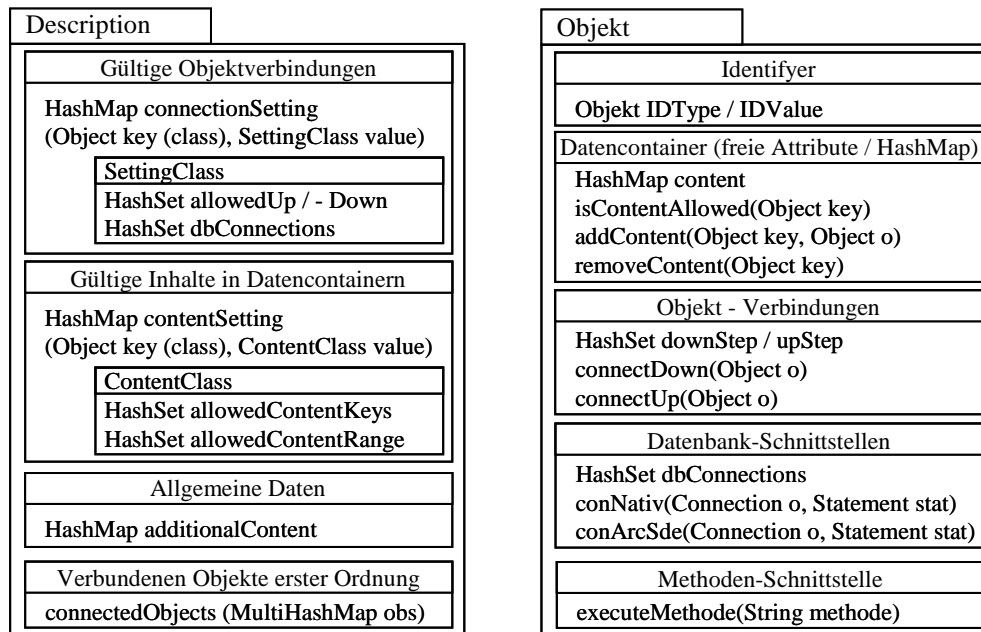 Description
Gültige Objektverbindungen
HashMap connectionSetting
(Object key (class), SettingClass value)
SettingClass
HashSet allowedUp / - Down
HashSet dbConnections
Gültige Inhalte in Datencontainern
HashMap contentSetting
(Object key (class), ContentClass value)
ContentClass
HashSet allowedContentKeys
HashSet allowedContentRange
Allgemeine Daten
HashMap additionalContent
Verbundenen Objekte erster Ordnung
connectedObjects (MultiHashMap obs)
Objekt
Identifyer
Objekt IDType / IDValue
Datencontainer (freie Attribute / HashMap)
HashMap content
isContentAllowed(Object key)
addContent(Object key, Object o)
removeContent(Object key)
Objekt - Verbindungen
HashSet downStep / upStep
connectDown(Object o)
connectUp(Object o)
Datenbank-Schnittstellen
HashSet dbConnections
conNativ(Connection o, Statement stat)
conArcSde(Connection o, Statement stat)
Methoden-Schnittstelle
executeMethode(String methode)